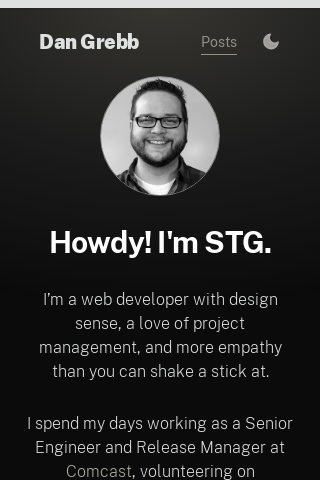 Dan Grebb
Posts
Howdy! I'm STG.
I'm a web developer with design
sense, a love of project
management, and more empathy
than you can shake a stick at.
I spend my days working as a Senior
Engineer and Release Manager at
Comcast, volunteering on